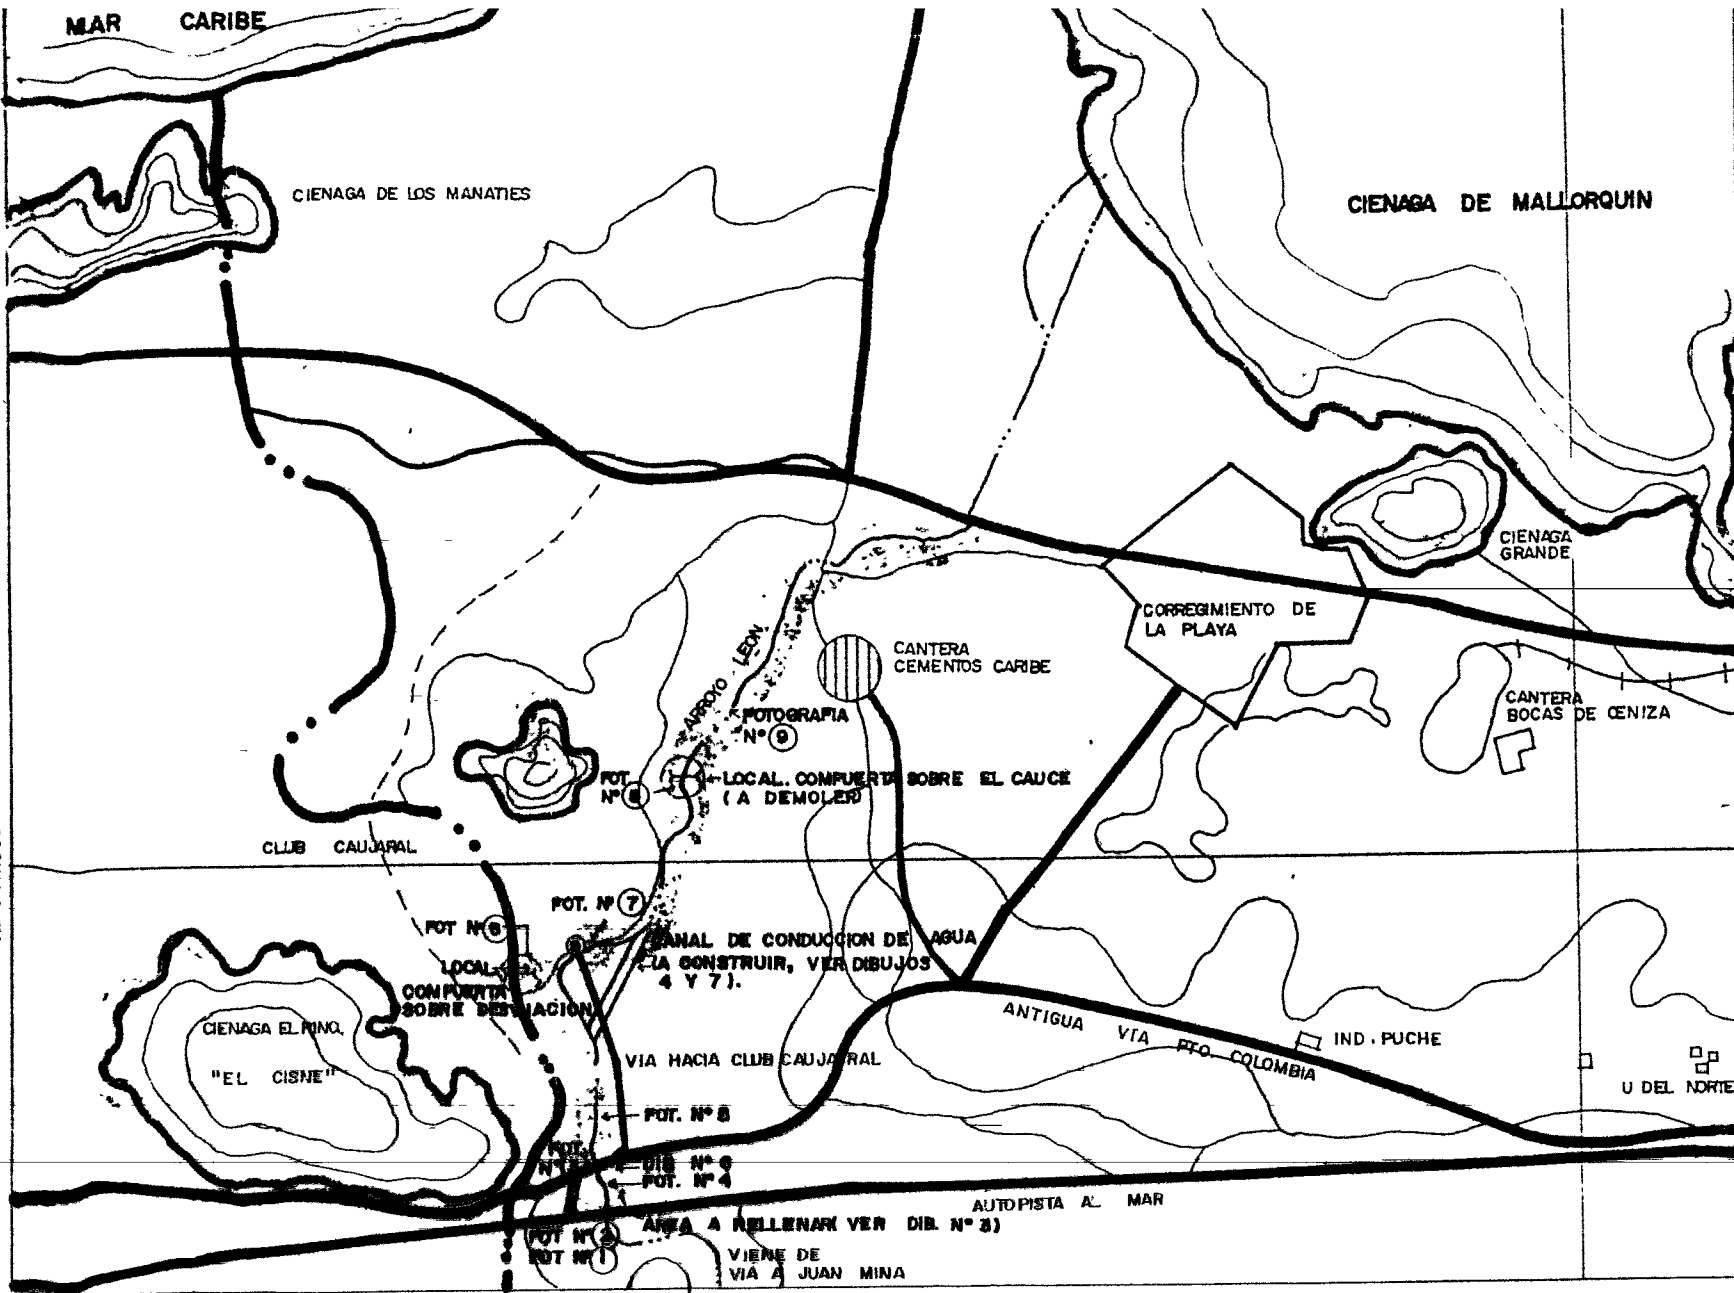 MAR CARIBE
CIENAGA DE LOS MANATIES
CIENAGA DE MALLORQUIN
CIENAGA
GRANDE
CORREGIMIENTO DE
LA PLAYA
ARROYO LEON
CANTERA
CEMENTOS CARIBE
CANTERA
BOCAS DE CENIZA
FOTOGRAFIA
Nº 9
FOT.
Nº 8
LOCAL. COMPUERTA SOBRE EL CAUCE
( A DEMOLER)
CLUB CAUJARAL
FOT. Nº 7
FOT Nº 6
LOCAL
COMPUERTA
SOBRE DESVIACION
CANAL DE CONDUCCION DE AGUA
(A CONSTRUIR, VER DIBUJOS
4 Y 7).
CIENAGA EL RINO,
"EL CISNE"
ANTIGUA VIA PTO COLOMBIA
IND. PUCHE
U DEL NORTE
VIA HACIA CLUB CAUJARAL
FOT. Nº
FOT.
Nº
DIB Nº
FOT. Nº 4
AUTOPISTA AL MAR
AREA A RELLENAR( VER DIB. Nº 3)
FOT Nº 2
FOT Nº 1
VIENE DE
VIA A JUAN MINA